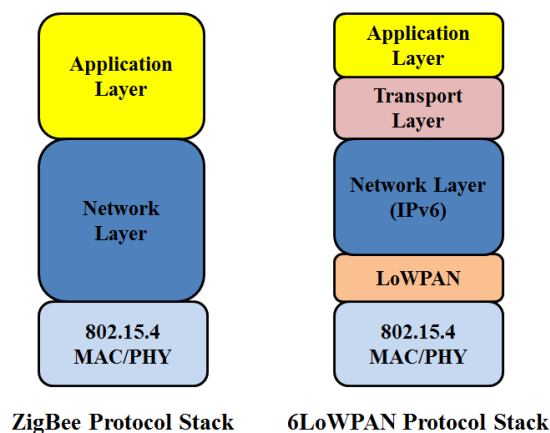 Application
Layer
Network
Layer
802.15.4
MAC/PHY
ZigBee Protocol Stack
Application
Layer
Transport
Layer
Network Layer
(IPv6)
LoWPAN
802.15.4
MAC/PHY
6LoWPAN Protocol Stack